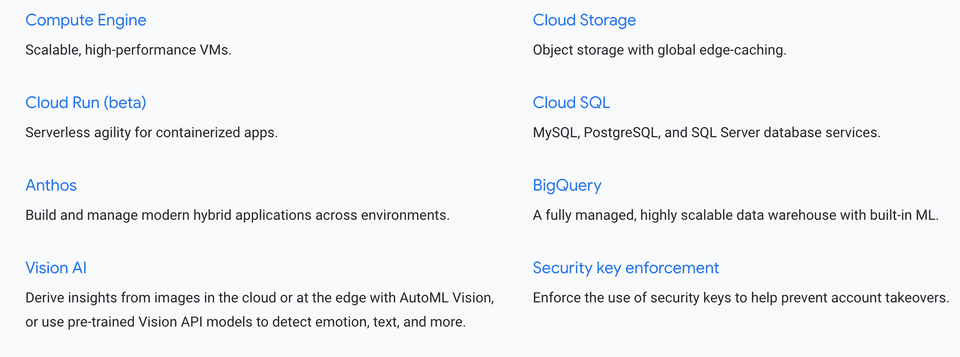 Compute Engine
Scalable, high-performance VMs.
Cloud Storage
Object storage with global edge-caching.
Cloud Run (beta)
Serverless agility for containerized apps.
Cloud SQL
MySQL, PostgreSQL, and SQL Server database services.
Anthos
Build and manage modern hybrid applications across environments.
BigQuery
A fully managed, highly scalable data warehouse with built-in ML.
Vision AI
Derive insights from images in the cloud or at the edge with AutoML Vision,
or use pre-trained Vision API models to detect emotion, text, and more.
Security key enforcement
Enforce the use of security keys to help prevent account takeovers.